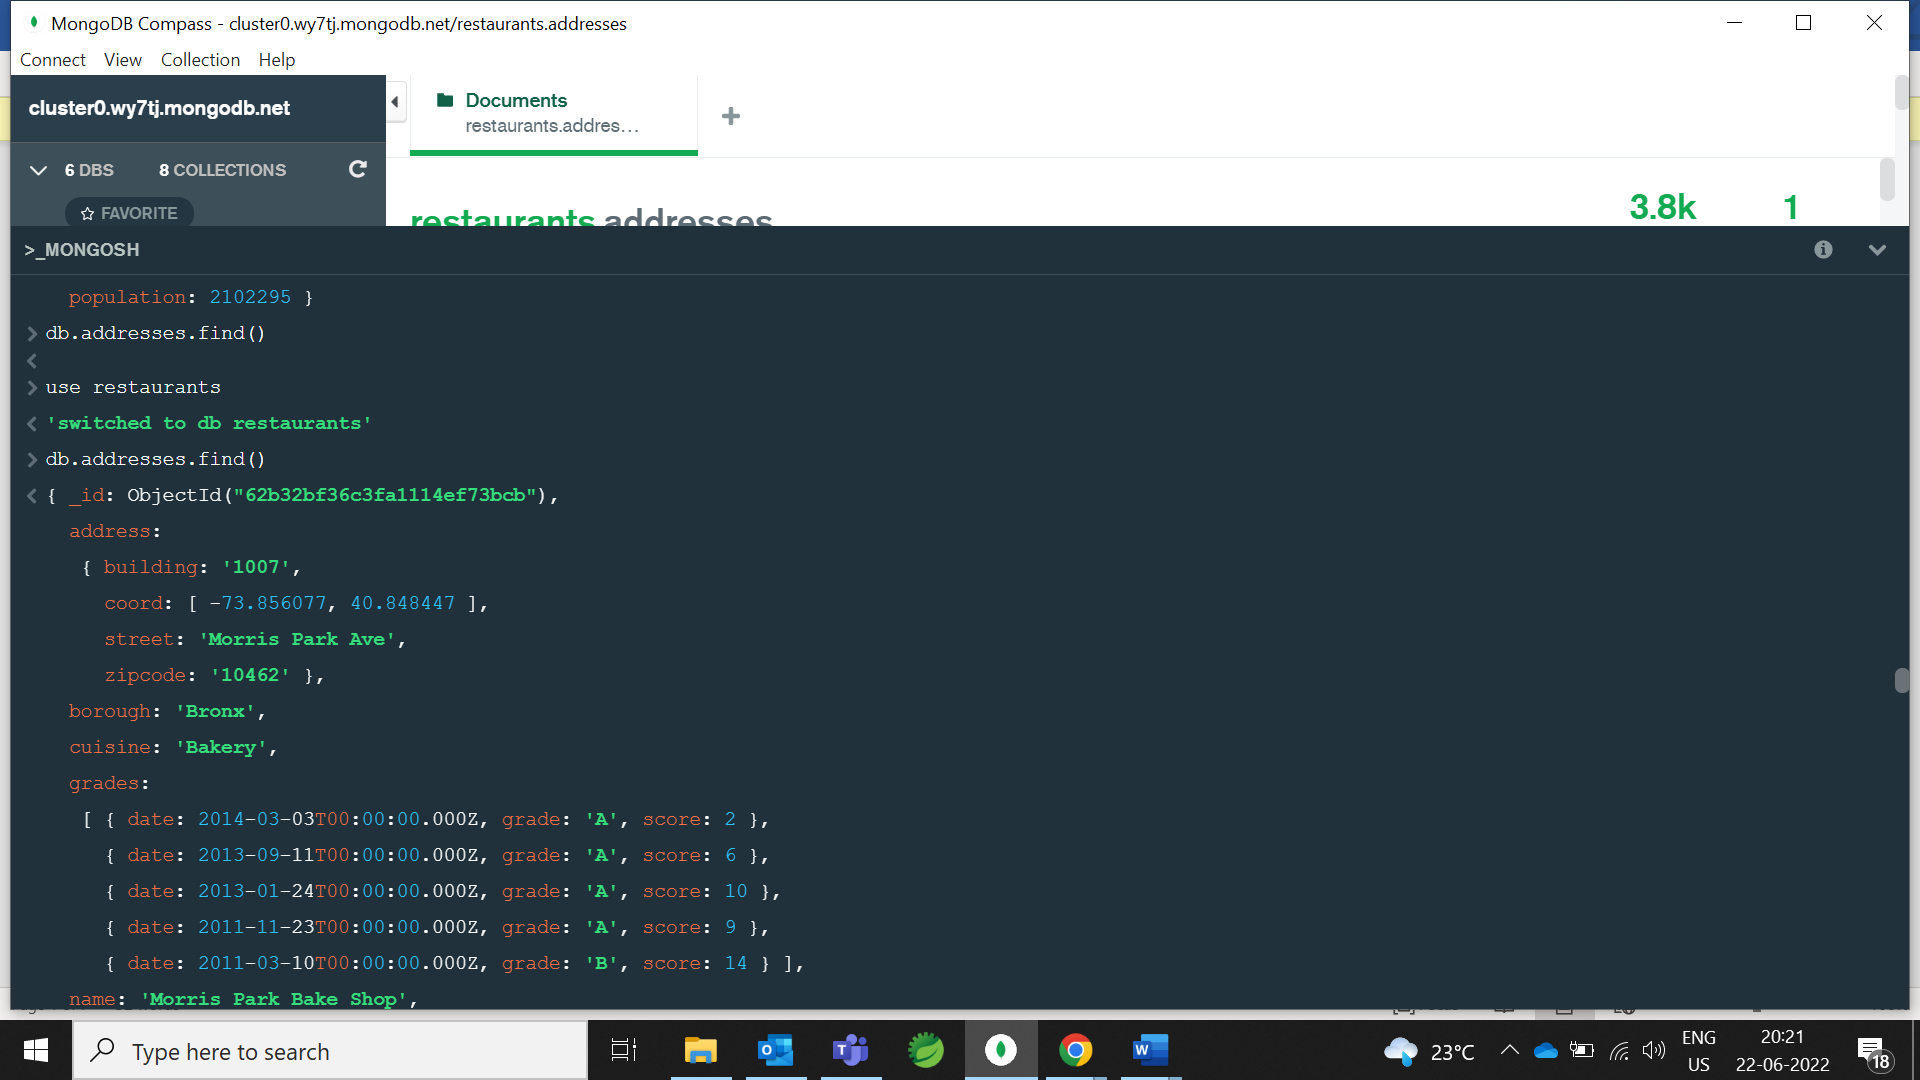 MongoDB Compass - cluster0.wy7tj.mongodb.net/restaurants.addresses
Connect View Collection Help
cluster0.wy7tj.mongodb.net
Documents
restaurants.addres...
6 DBS 8 COLLECTIONS
FAVORITE
restaurants.addresses
3.8k 1
>_MONGOSH
population: 2102295 }
> db.addresses.find()
<
> use restaurants
< 'switched to db restaurants'
> db.addresses.find()
< { _id: ObjectId("62b32bf36c3fa1114ef73bcb"),
address:
{ building: '1007',
coord: [ -73.856077, 40.848447 ],
street: 'Morris Park Ave',
zipcode: '10462' },
borough: 'Bronx',
cuisine: 'Bakery',
grades:
[ { date: 2014-03-03T00:00:00.000Z, grade: 'A', score: 2 },
{ date: 2013-09-11T00:00:00.000Z, grade: 'A', score: 6 },
{ date: 2013-01-24T00:00:00.000Z, grade: 'A', score: 10 },
{ date: 2011-11-23T00:00:00.000Z, grade: 'A', score: 9 },
{ date: 2011-03-10T00:00:00.000Z, grade: 'B', score: 14 } ],
name: 'Morris Park Bake Shop',
Type here to search
23°C
ENG
US
20:21
22-06-2022
18